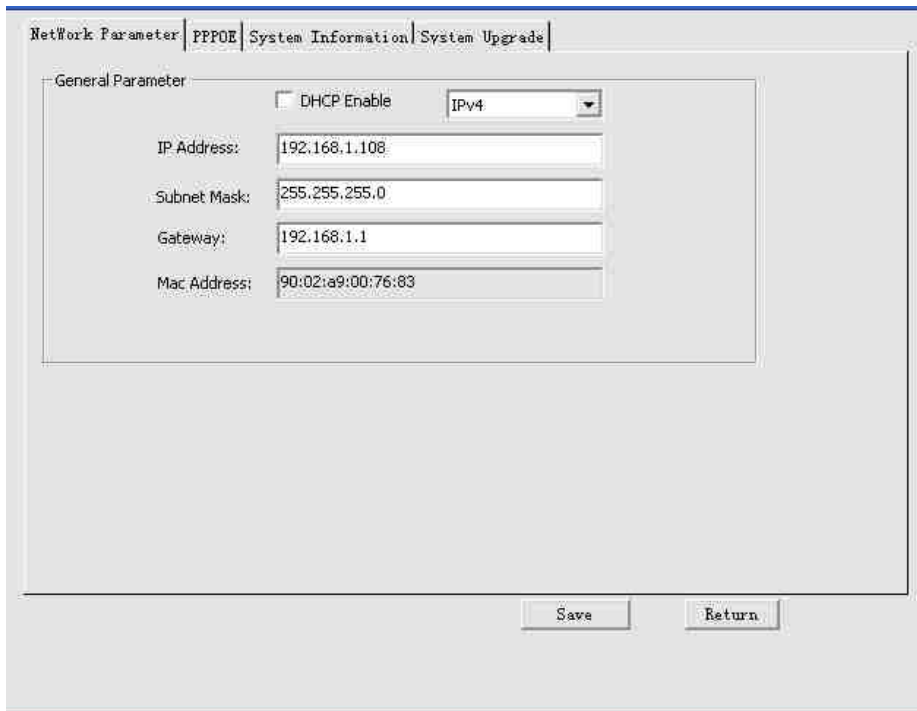 NetWork Parameter PPPOE System Information System Upgrade
General Parameter
DHCP Enable IPv4
IP Address: 192.168.1.108
Subnet Mask: 255.255.255.0
Gateway: 192.168.1.1
Mac Address: 90:02:a9:00:76:83
Save Return